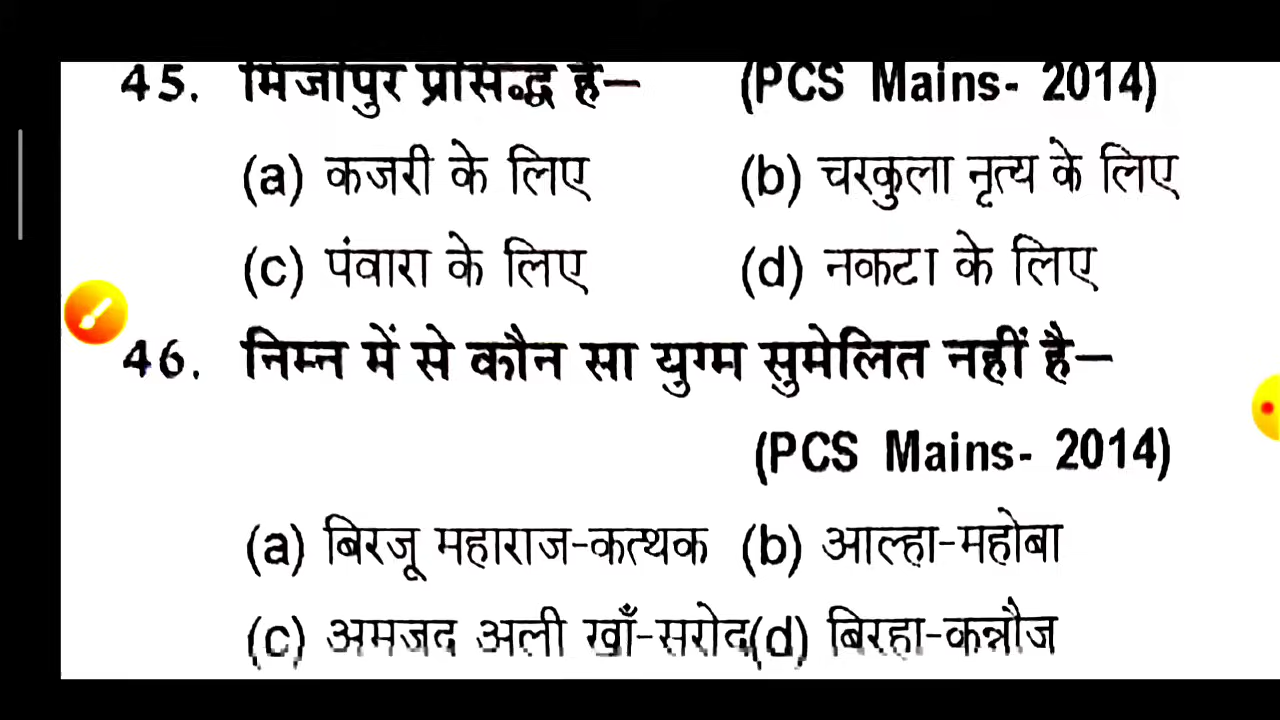 45. मिर्जापुर प्रसिद्ध है– (PCS Mains- 2014)
(a) कजरी के लिए (b) चरकुला नृत्य के लिए
(c) पंवारा के लिए (d) नकटा के लिए
46. निम्न में से कौन सा युग्म सुमेलित नहीं है–
(PCS Mains- 2014)
(a) बिरजू महाराज-कत्थक (b) आल्हा-महोबा
(c) अमजद अली खाँ-सरोद(d) बिरहा-कन्नौज